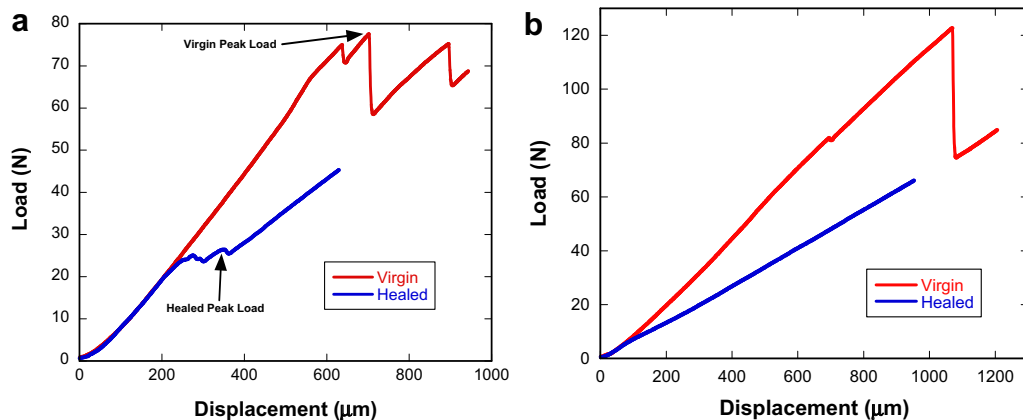 a
Load (N)
80
70
60
50
40
30
20
10
0
0 200 400 600 800 1000
Displacement (μm)
Virgin Peak Load
Healed Peak Load
Virgin
Healed
b
Load (N)
120
100
80
60
40
20
0
0 200 400 600 800 1000 1200
Displacement (μm)
Virgin
Healed